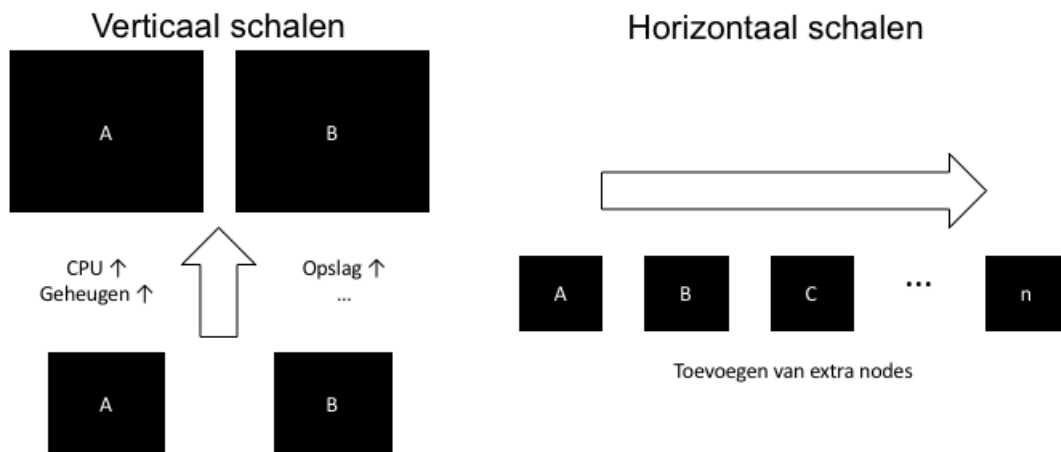 Verticaal schalen
A
B
CPU ↑
Geheugen ↑
Opslag ↑
...
A
B
Horizontaal schalen
A
B
C
...
n
Toevoegen van extra nodes